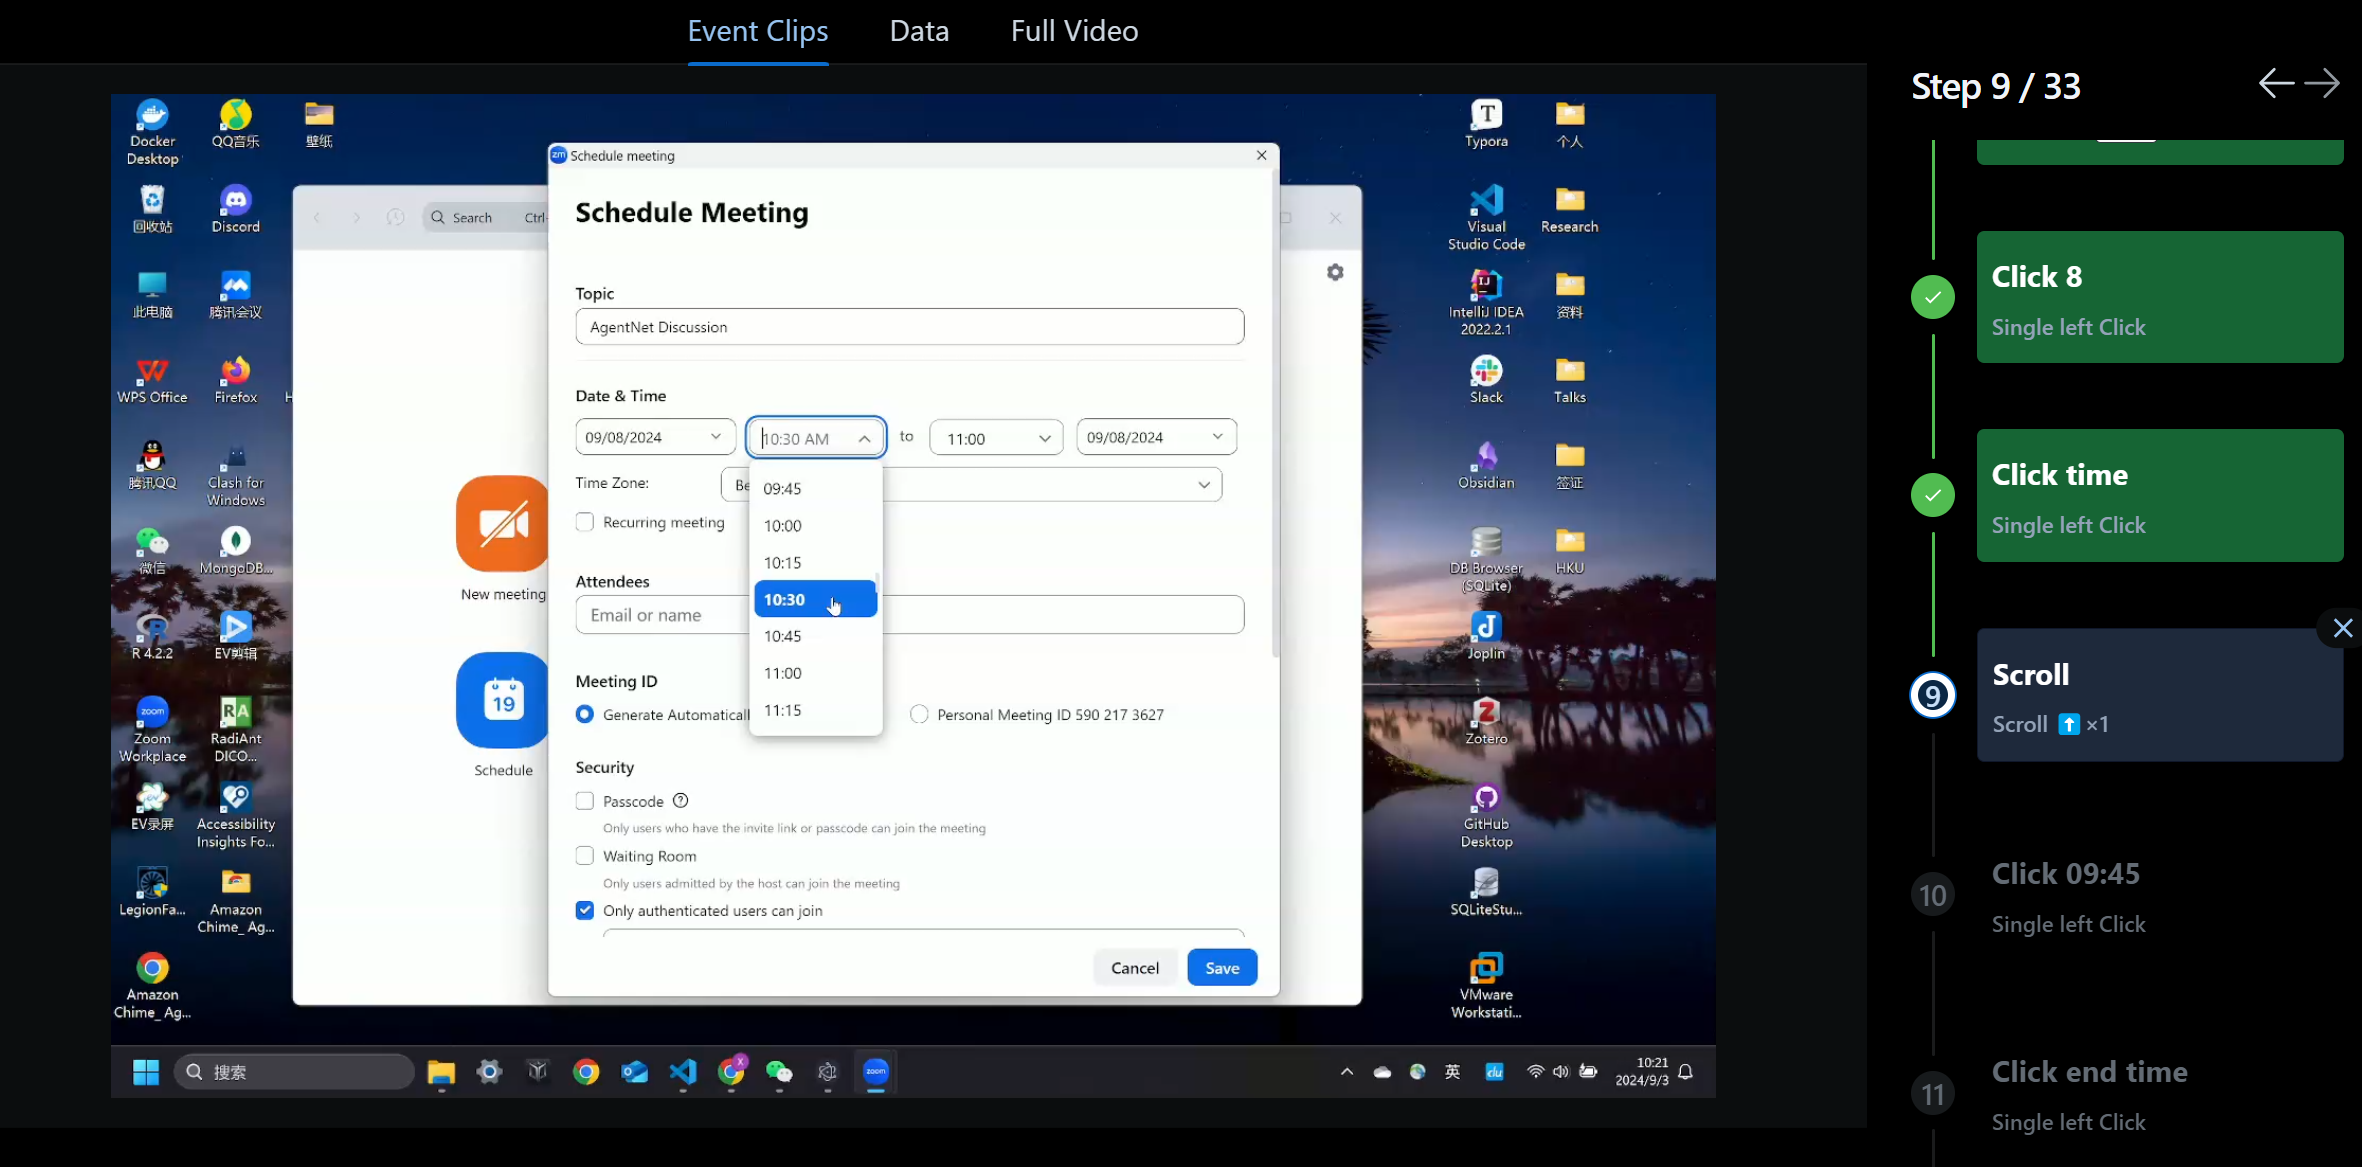 Event Clips
Data
Full Video
Step 9 / 33
Docker Desktop
QQ音乐
壁纸
回收站
Discord
此电脑
腾讯会议
WPS Office
Firefox
H
腾讯QQ
Clash for Windows
微信
MongoDB...
R 4.2.2
EV剪辑
zoom
Zoom Workplace
RA
RadiAnt DICO...
EV录屏
Accessibility Insights Fo...
LegionFa...
Amazon Chime_ Ag...
Amazon Chime_ Ag...
Search
Ctrl-
New meeting
19
Schedule
zm
Schedule meeting
Schedule Meeting
Topic
AgentNet Discussion
Date & Time
09/08/2024
10:30 AM
to
11:00
09/08/2024
Time Zone:
Be
09:45
10:00
10:15
10:30
10:45
11:00
11:15
Recurring meeting
Attendees
Email or name
Meeting ID
Generate Automaticall
Personal Meeting ID 590 217 3627
Security
Passcode
Only users who have the invite link or passcode can join the meeting
Waiting Room
Only users admitted by the host can join the meeting
Only authenticated users can join
Cancel
Save
T
Typora
个人
Visual Studio Code
Research
IJ
IntelliJ IDEA 2022.2.1
资料
Slack
Talks
Obsidian
签证
DB Browser (SQLite)
HKU
J
Joplin
Z
Zotero
GitHub Desktop
SQLiteStu...
VMware Workstati...
搜索
X
zoom
英
du
10:21
2024/9/3
Click 8
Single left Click
Click time
Single left Click
9
Scroll
Scroll ⬆ ×1
10
Click 09:45
Single left Click
11
Click end time
Single left Click